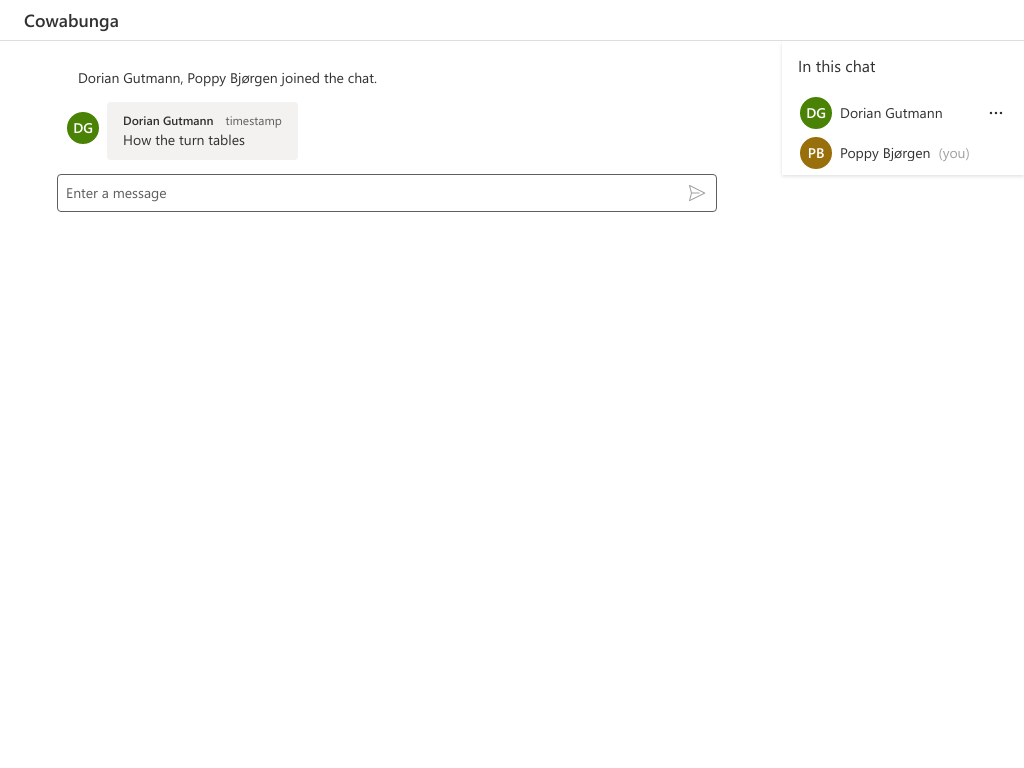 Cowabunga
Dorian Gutmann, Poppy Bjørgen joined the chat.
DG
Dorian Gutmann timestamp
How the turn tables
Enter a message
In this chat
DG Dorian Gutmann
PB Poppy Bjørgen (you)